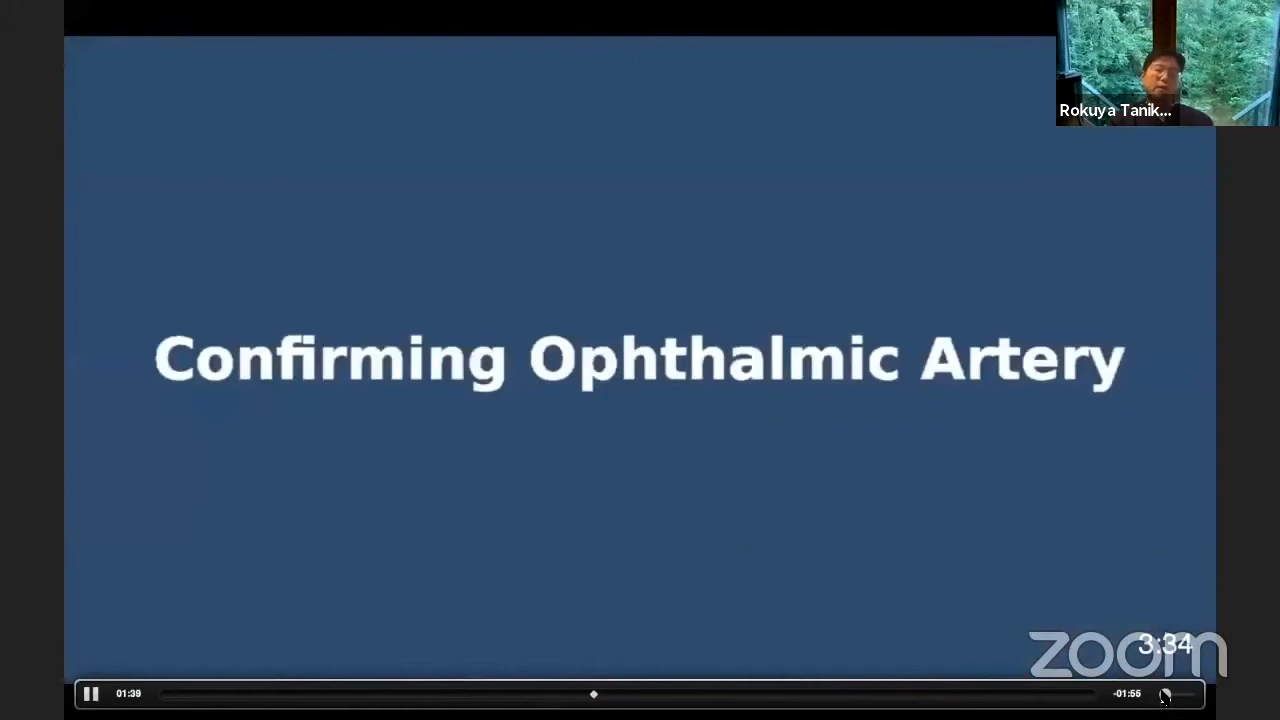 Rokuya Tanik...
Confirming Ophthalmic Artery
3:34
zoom
01:39
-01:55